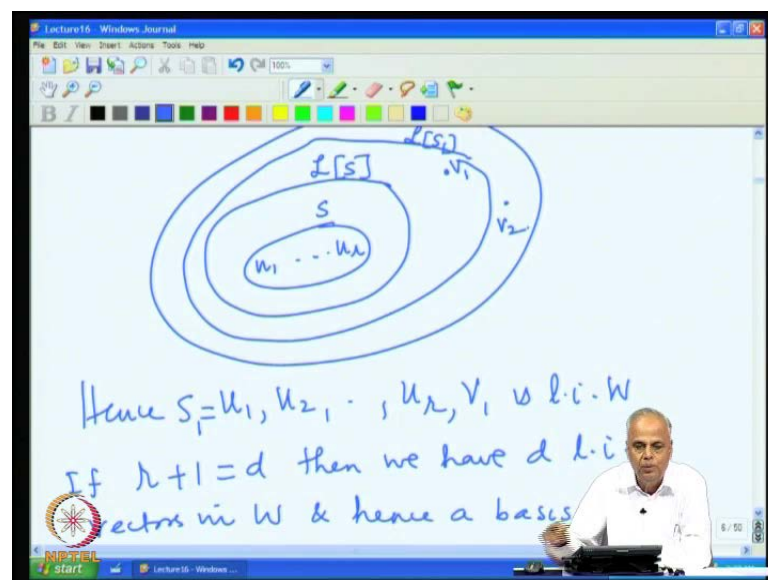 Lecture16 - Windows Journal
File Edit View Insert Actions Tools Help
100%
B I
L[S₁]
L[S]
.V₁
S
.
V₂
u₁ . . . uᵣ
Hence S₁=u₁, u₂, ·, uᵣ, V₁ is l.i. W
If r+1=d then we have d l.i
vectors in W & hence a basis
6 / 50
NPTEL
start
Lecture16 - Windows ...